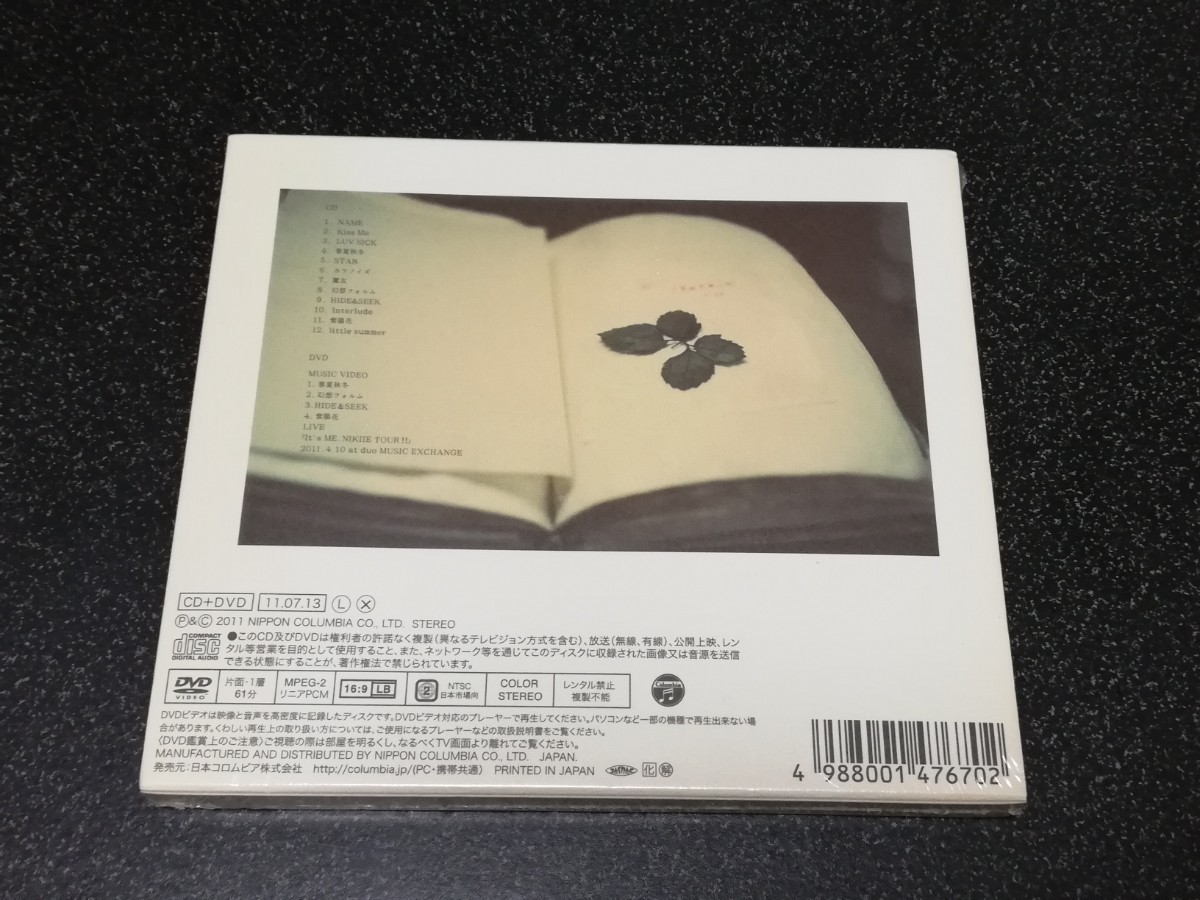 CD
1. NAME
2. Kiss Me
3. LUV SICK
4. 春夏秋冬
5. STAR
6. カラノイズ
7.
8. 幻想フォルム
9. HIDE&SEEK
10. Interlude
11. 紫陽花
12. little summer
DVD
MUSIC VIDEO
1. 春夏秋冬
2. 幻想フォルム
3. HIDE&SEEK
4. 紫陽花
LIVE
「It's ME. NIKIIE TOUR!!」
2011. 4. 10 at duo MUSIC EXCHANGE
CD+DVD 11.07.13 L X
Ⓟ&Ⓒ 2011 NIPPON COLUMBIA CO., LTD. STEREO
COMPACT disc DIGITAL AUDIO
●このCD及びDVDは権利者の許諾なく複製(異なるテレビジョン方式を含む)、放送(無線、有線)、公開上映、レン
タル等営業を目的として使用すること、また、ネットワーク等を通じてこのディスクに収録された画像又は音源を送信
できる状態にすることが、著作権法で禁じられています。
DVD VIDEO 片面・1層 61分 MPEG-2 リニアPCM 16:9 LB 2 NTSC 日本市場向 COLOR STEREO レンタル禁止 複製不能
DVDビデオは映像と音声を高密度に記録したディスクです。DVDビデオ対応のプレーヤーで再生してください。パソコンなど一部の機種で再生出来ない場
合があります。くわしい再生上の取り扱い方については、ご使用になるプレーヤーなどの取扱説明書をご覧ください。
〈DVD鑑賞上のご注意〉ご視聴の際は部屋を明るくし、なるべくTV画面より離れてご覧ください。
MANUFACTURED AND DISTRIBUTED BY NIPPON COLUMBIA CO., LTD. JAPAN.
発売元:日本コロムビア株式会社 http://columbia.jp/(PC・携帯共通) PRINTED IN JAPAN
4 988001 476702